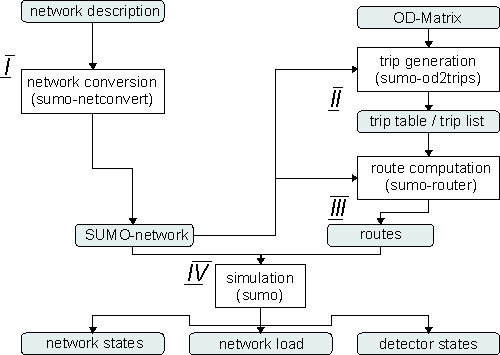 network description
OD-Matrix
I
network conversion
(sumo-netconvert)
trip generation
(sumo-od2trips)
II
trip table / trip list
route computation
(sumo-router)
III
SUMO-network
routes
IV
simulation
(sumo)
network states
network load
detector states